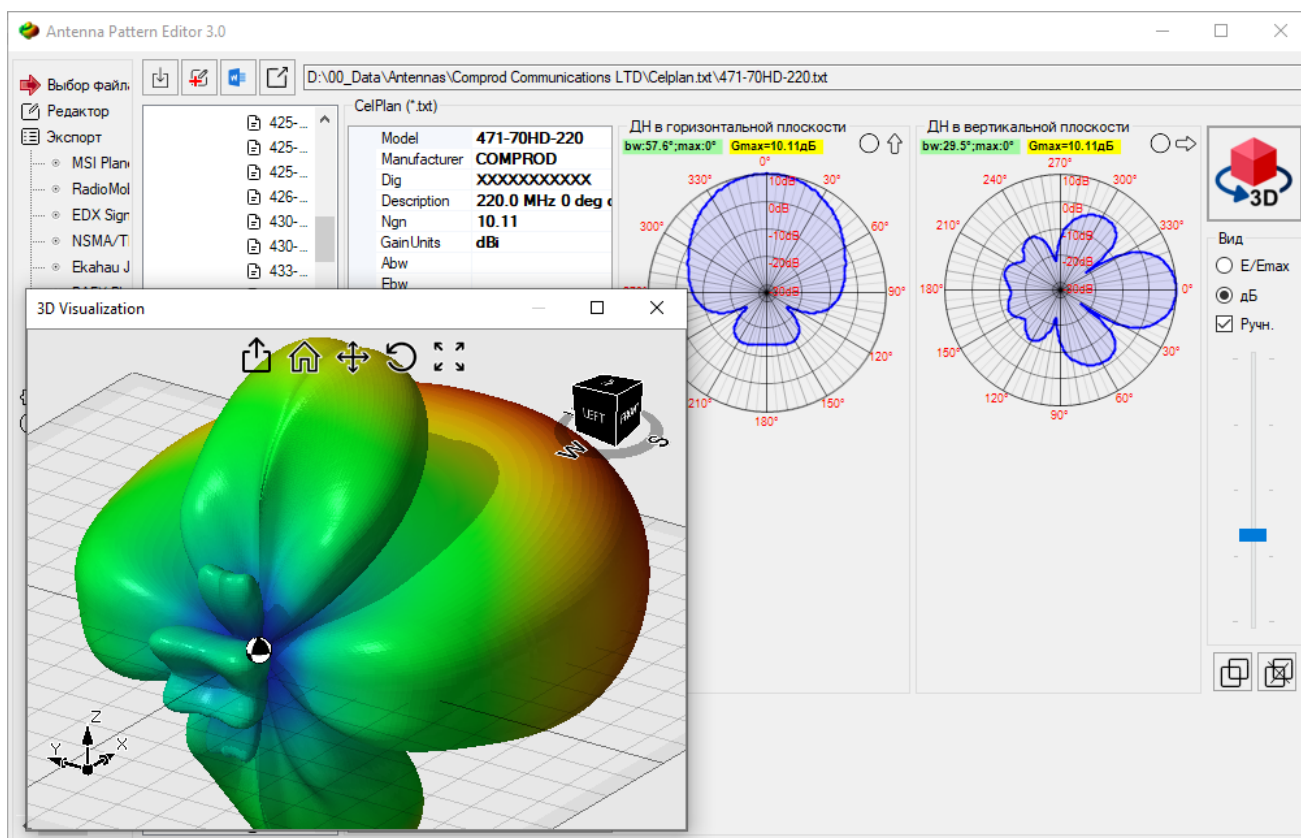 Antenna Pattern Editor 3.0
D:\00_Data\Antennas\Comprod Communications LTD\Celplan.txt\471-70HD-220.txt
Выбор файла
Редактор
Экспорт
MSI Plan
RadioMob
EDX Sign
NSMA/TI
Ekahau J
425-...
425-...
425-...
426-...
430-...
430-...
433-...
CelPlan (*.txt)
Model 471-70HD-220
Manufacturer COMPROD
Dig XXXXXXXXXXX
Description 220.0 MHz 0 deg
Ngn 10.11
GainUnits dBi
Abw
Ebw
ДН в горизонтальной плоскости
bw:57.6°;max:0° Gmax=10.11дБ
0°
330° 10dB 30°
0dB
300° 60°
-10dB
-20dB
90°
120°
210° 150°
180°
ДН в вертикальной плоскости
bw:29.5°;max:0° Gmax=10.11дБ
270°
240° 10dB 300°
0dB
210° 330°
-10dB
-20dB
180° 0°
150° 30°
120° 60°
90°
3D
Вид
E/Emax
дБ
Ручн.
3D Visualization
LEFT
W S
Z
Y X